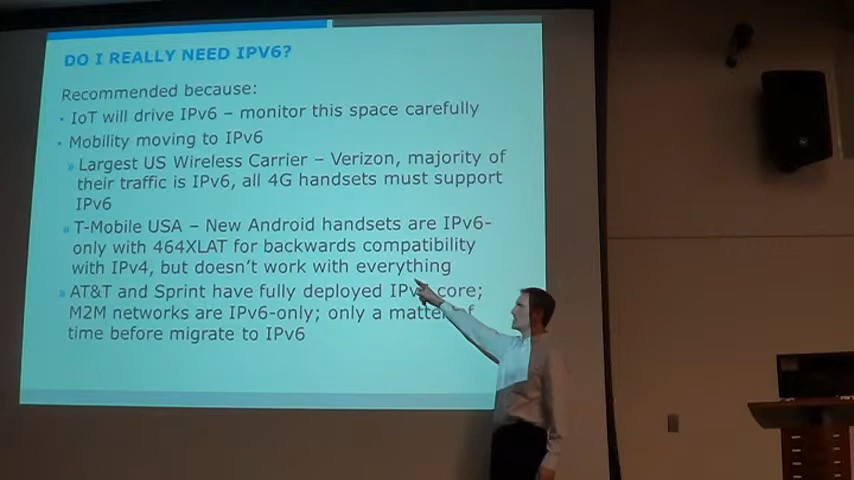 DO I REALLY NEED IPV6?
Recommended because:
• IoT will drive IPv6 – monitor this space carefully
• Mobility moving to IPv6
» Largest US Wireless Carrier – Verizon, majority of
their traffic is IPv6, all 4G handsets must support
IPv6
» T-Mobile USA – New Android handsets are IPv6-
only with 464XLAT for backwards compatibility
with IPv4, but doesn't work with everything
» AT&T and Sprint have fully deployed core;
M2M networks are IPv6-only; only a matter of
time before migrate to IPv6